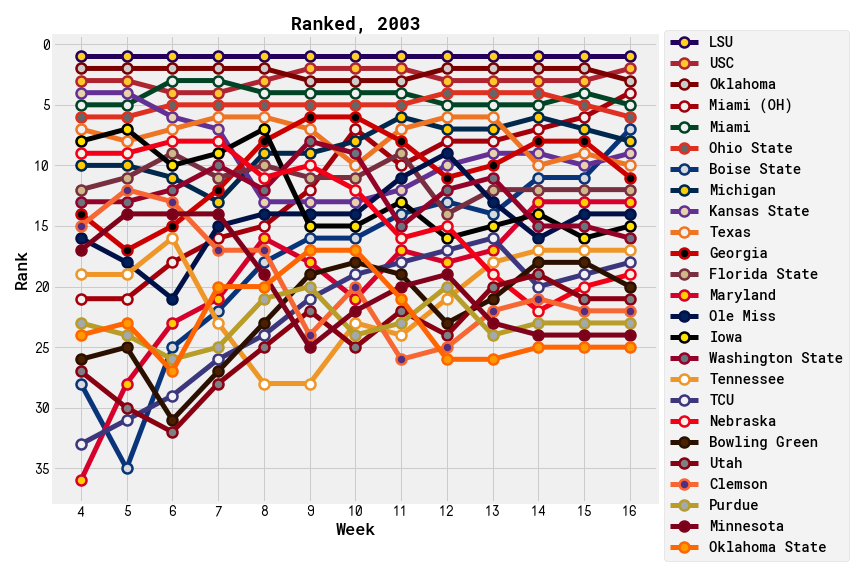 Ranked, 2003
0
5
10
15
20
25
30
35
Rank
4 5 6 7 8 9 10 11 12 13 14 15 16
Week
LSU
USC
Oklahoma
Miami (OH)
Miami
Ohio State
Boise State
Michigan
Kansas State
Texas
Georgia
Florida State
Maryland
Ole Miss
Iowa
Washington State
Tennessee
TCU
Nebraska
Bowling Green
Utah
Clemson
Purdue
Minnesota
Oklahoma State